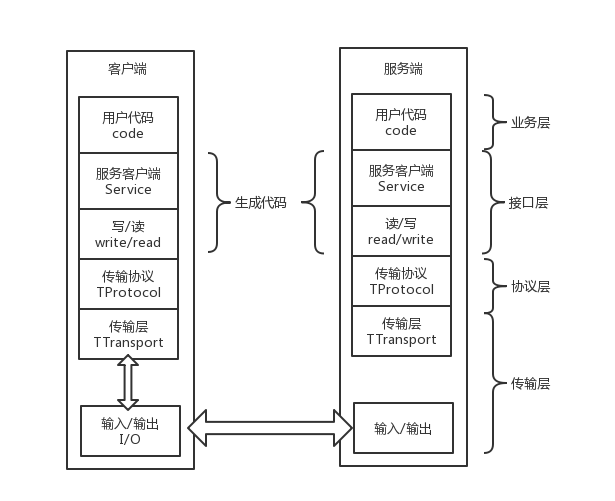 客户端
用户代码
code
服务客户端
Service
写/读
write/read
传输协议
TProtocol
传输层
TTransport
输入/输出
I/O
生成代码
服务端
用户代码
code
服务客户端
Service
读/写
read/write
传输协议
TProtocol
传输层
TTransport
输入/输出
业务层
接口层
协议层
传输层